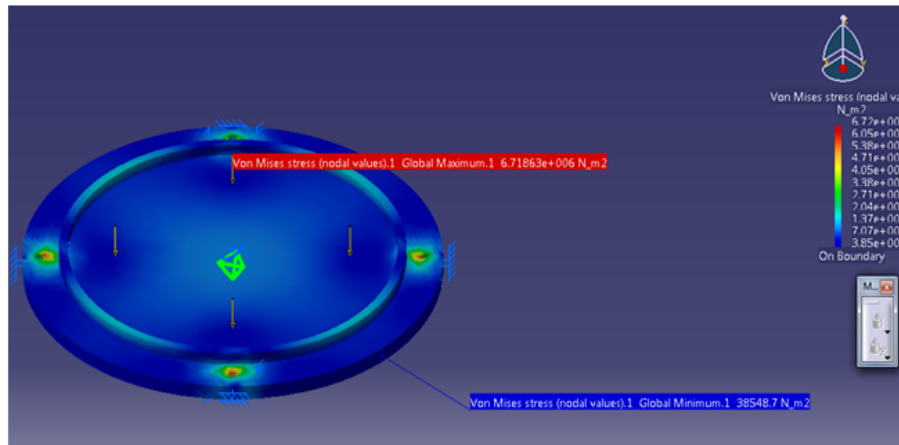 Von Mises stress (nodal va
N_m2
6.72e+00
6.05e+00
5.38e+00
4.71e+00
4.05e+00
3.38e+00
2.71e+00
2.04e+00
1.37e+00
7.07e+00
3.85e+00
On Boundary
M...
Von Mises stress (nodal values).1 Global Maximum.1 6.71863e+006 N_m2
Von Mises stress (nodal values).1 Global Minimum.1 38548.7 N_m2